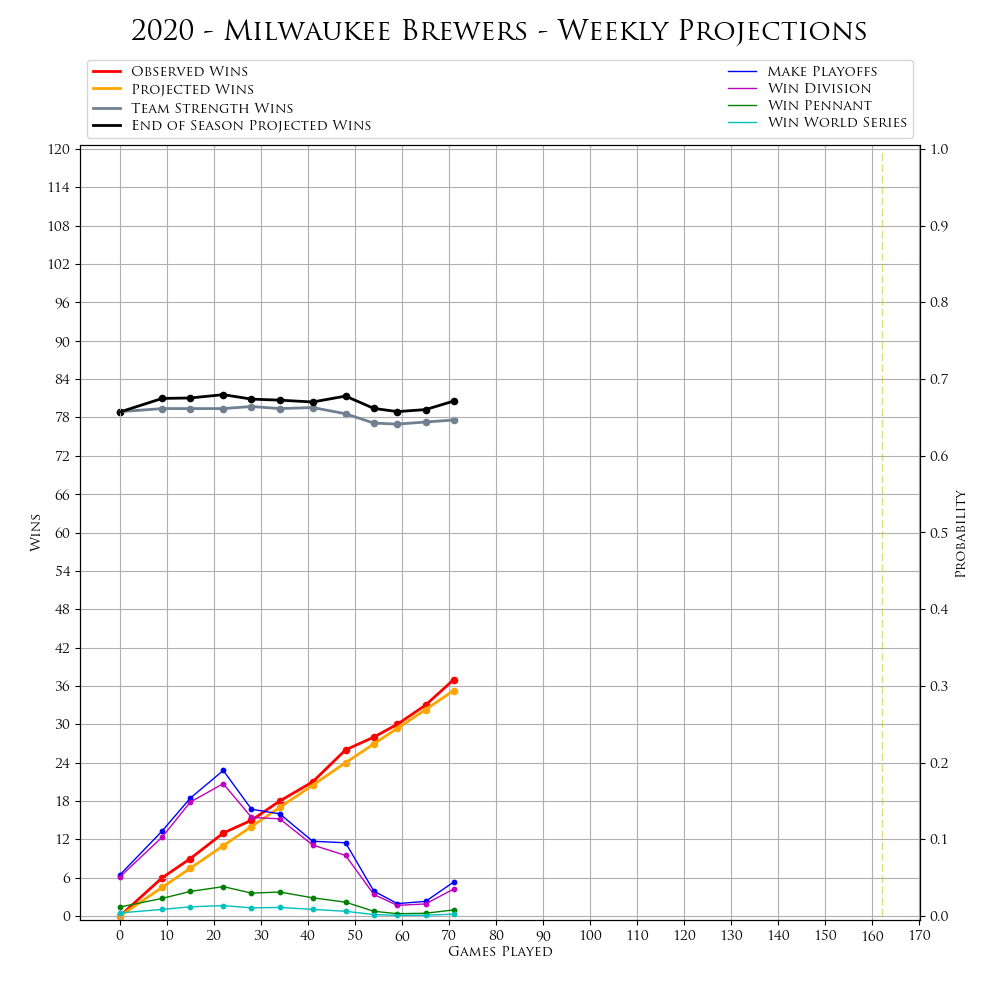 2020 - Milwaukee Brewers - Weekly Projections
Observed Wins
Projected Wins
Team Strength Wins
End of Season Projected Wins
Make Playoffs
Win Division
Win Pennant
Win World Series
120
114
108
102
96
90
84
78
72
66
60
54
48
42
36
30
24
18
12
6
0
Wins
1.0
0.9
0.8
0.7
0.6
0.5
0.4
0.3
0.2
0.1
0.0
Probability
0 10 20 30 40 50 60 70 80 90 100 110 120 130 140 150 160 170
Games Played